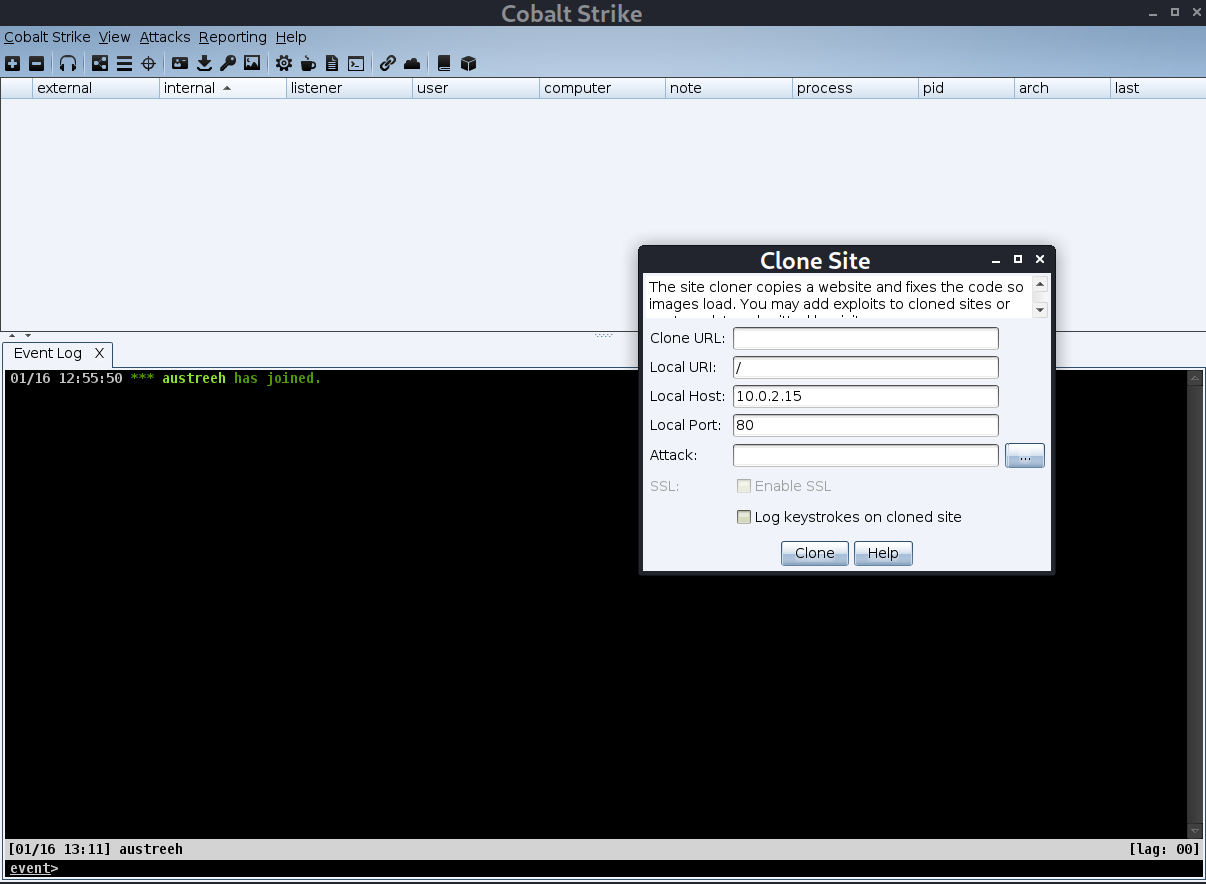 Cobalt Strike
Cobalt Strike View Attacks Reporting Help
external internal listener user computer note process pid arch last
Clone Site
The site cloner copies a website and fixes the code so
images load. You may add exploits to cloned sites or
Clone URL:
Local URI: /
Local Host: 10.0.2.15
Local Port: 80
Attack: ...
SSL: Enable SSL
Log keystrokes on cloned site
Clone Help
Event Log X
01/16 12:55:50 *** austreeh has joined.
[01/16 13:11] austreeh [lag: 00]
event>